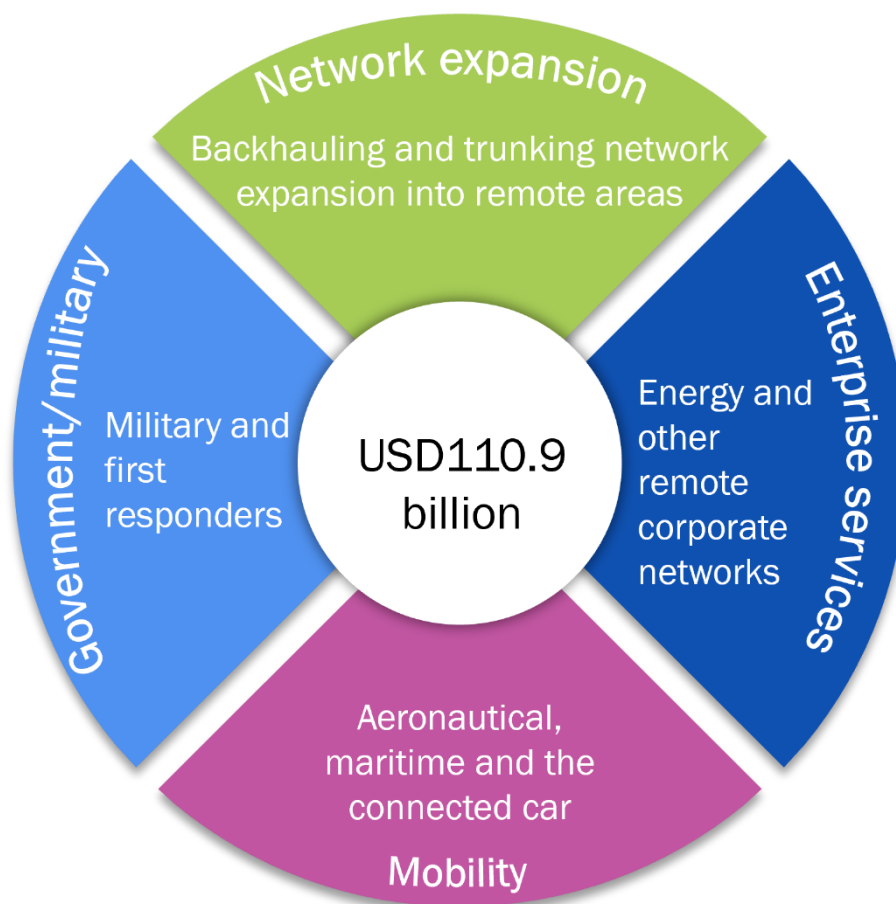 Network expansion
Backhauling and trunking network
expansion into remote areas
Government/military
Military and
first
responders
USD110.9
billion
Enterprise services
Energy and
other
remote
corporate
networks
Aeronautical,
maritime and the
connected car
Mobility